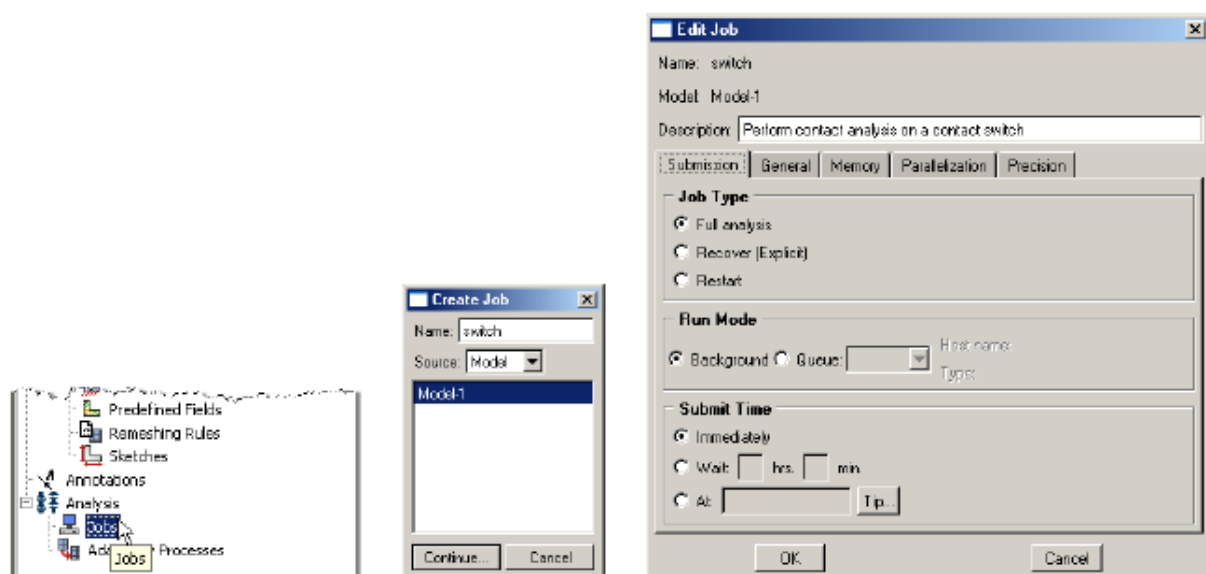 Predefined Fields
Remeshing Rules
Sketches
Annotations
Analysis
Jobs
Processes
Jobs
Create Job
Name: switch
Source: Model
Model-1
Continue... Cancel
Edit Job
Name: switch
Model: Model-1
Description: Perform contact analysis on a contact switch
Submission General Memory Parallelization Precision
Job Type
Full analysis
Recover (Explicit)
Restart
Run Mode
Background Queue: Host name:
Type:
Submit Time
Immediately
Wait: hrs. min.
At: Tip...
OK Cancel